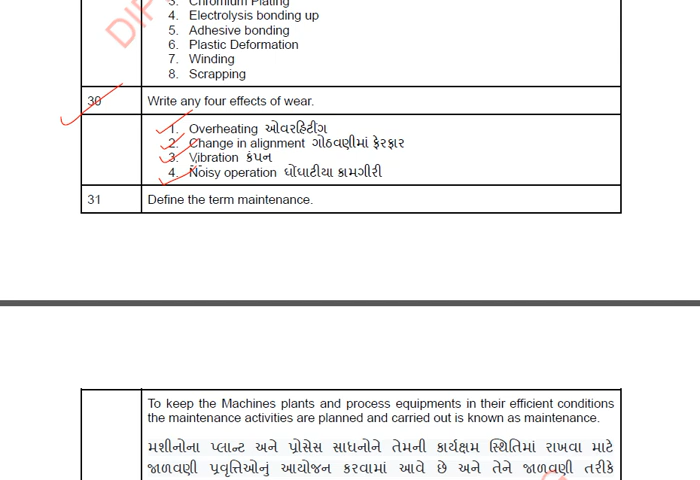 3. Chromium Plating
4. Electrolysis bonding up
5. Adhesive bonding
6. Plastic Deformation
7. Winding
8. Scrapping
30 Write any four effects of wear.
1. Overheating ઓવરહિટીંગ
2. Change in alignment ગોઠવણીમાં ફેરફાર
3. Vibration કંપન
4. Noisy operation ઘોંઘાટીયા કામગીરી
31 Define the term maintenance.
To keep the Machines plants and process equipments in their efficient conditions
the maintenance activities are planned and carried out is known as maintenance.
મશીનોના પ્લાન્ટ અને પ્રોસેસ સાધનોને તેમની કાર્યક્ષમ સ્થિતિમાં રાખવા માટે
જાળવણી પ્રવૃત્તિઓનું આયોજન કરવામાં આવે છે અને તેને જાળવણી તરીકે